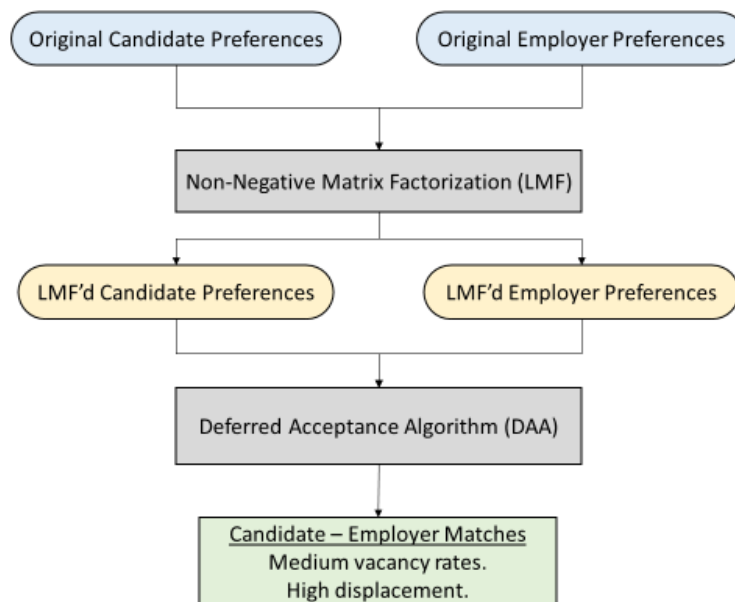 Original Candidate Preferences
Original Employer Preferences
Non-Negative Matrix Factorization (LMF)
LMF’d Candidate Preferences
LMF’d Employer Preferences
Deferred Acceptance Algorithm (DAA)
Candidate – Employer Matches
Medium vacancy rates.
High displacement.